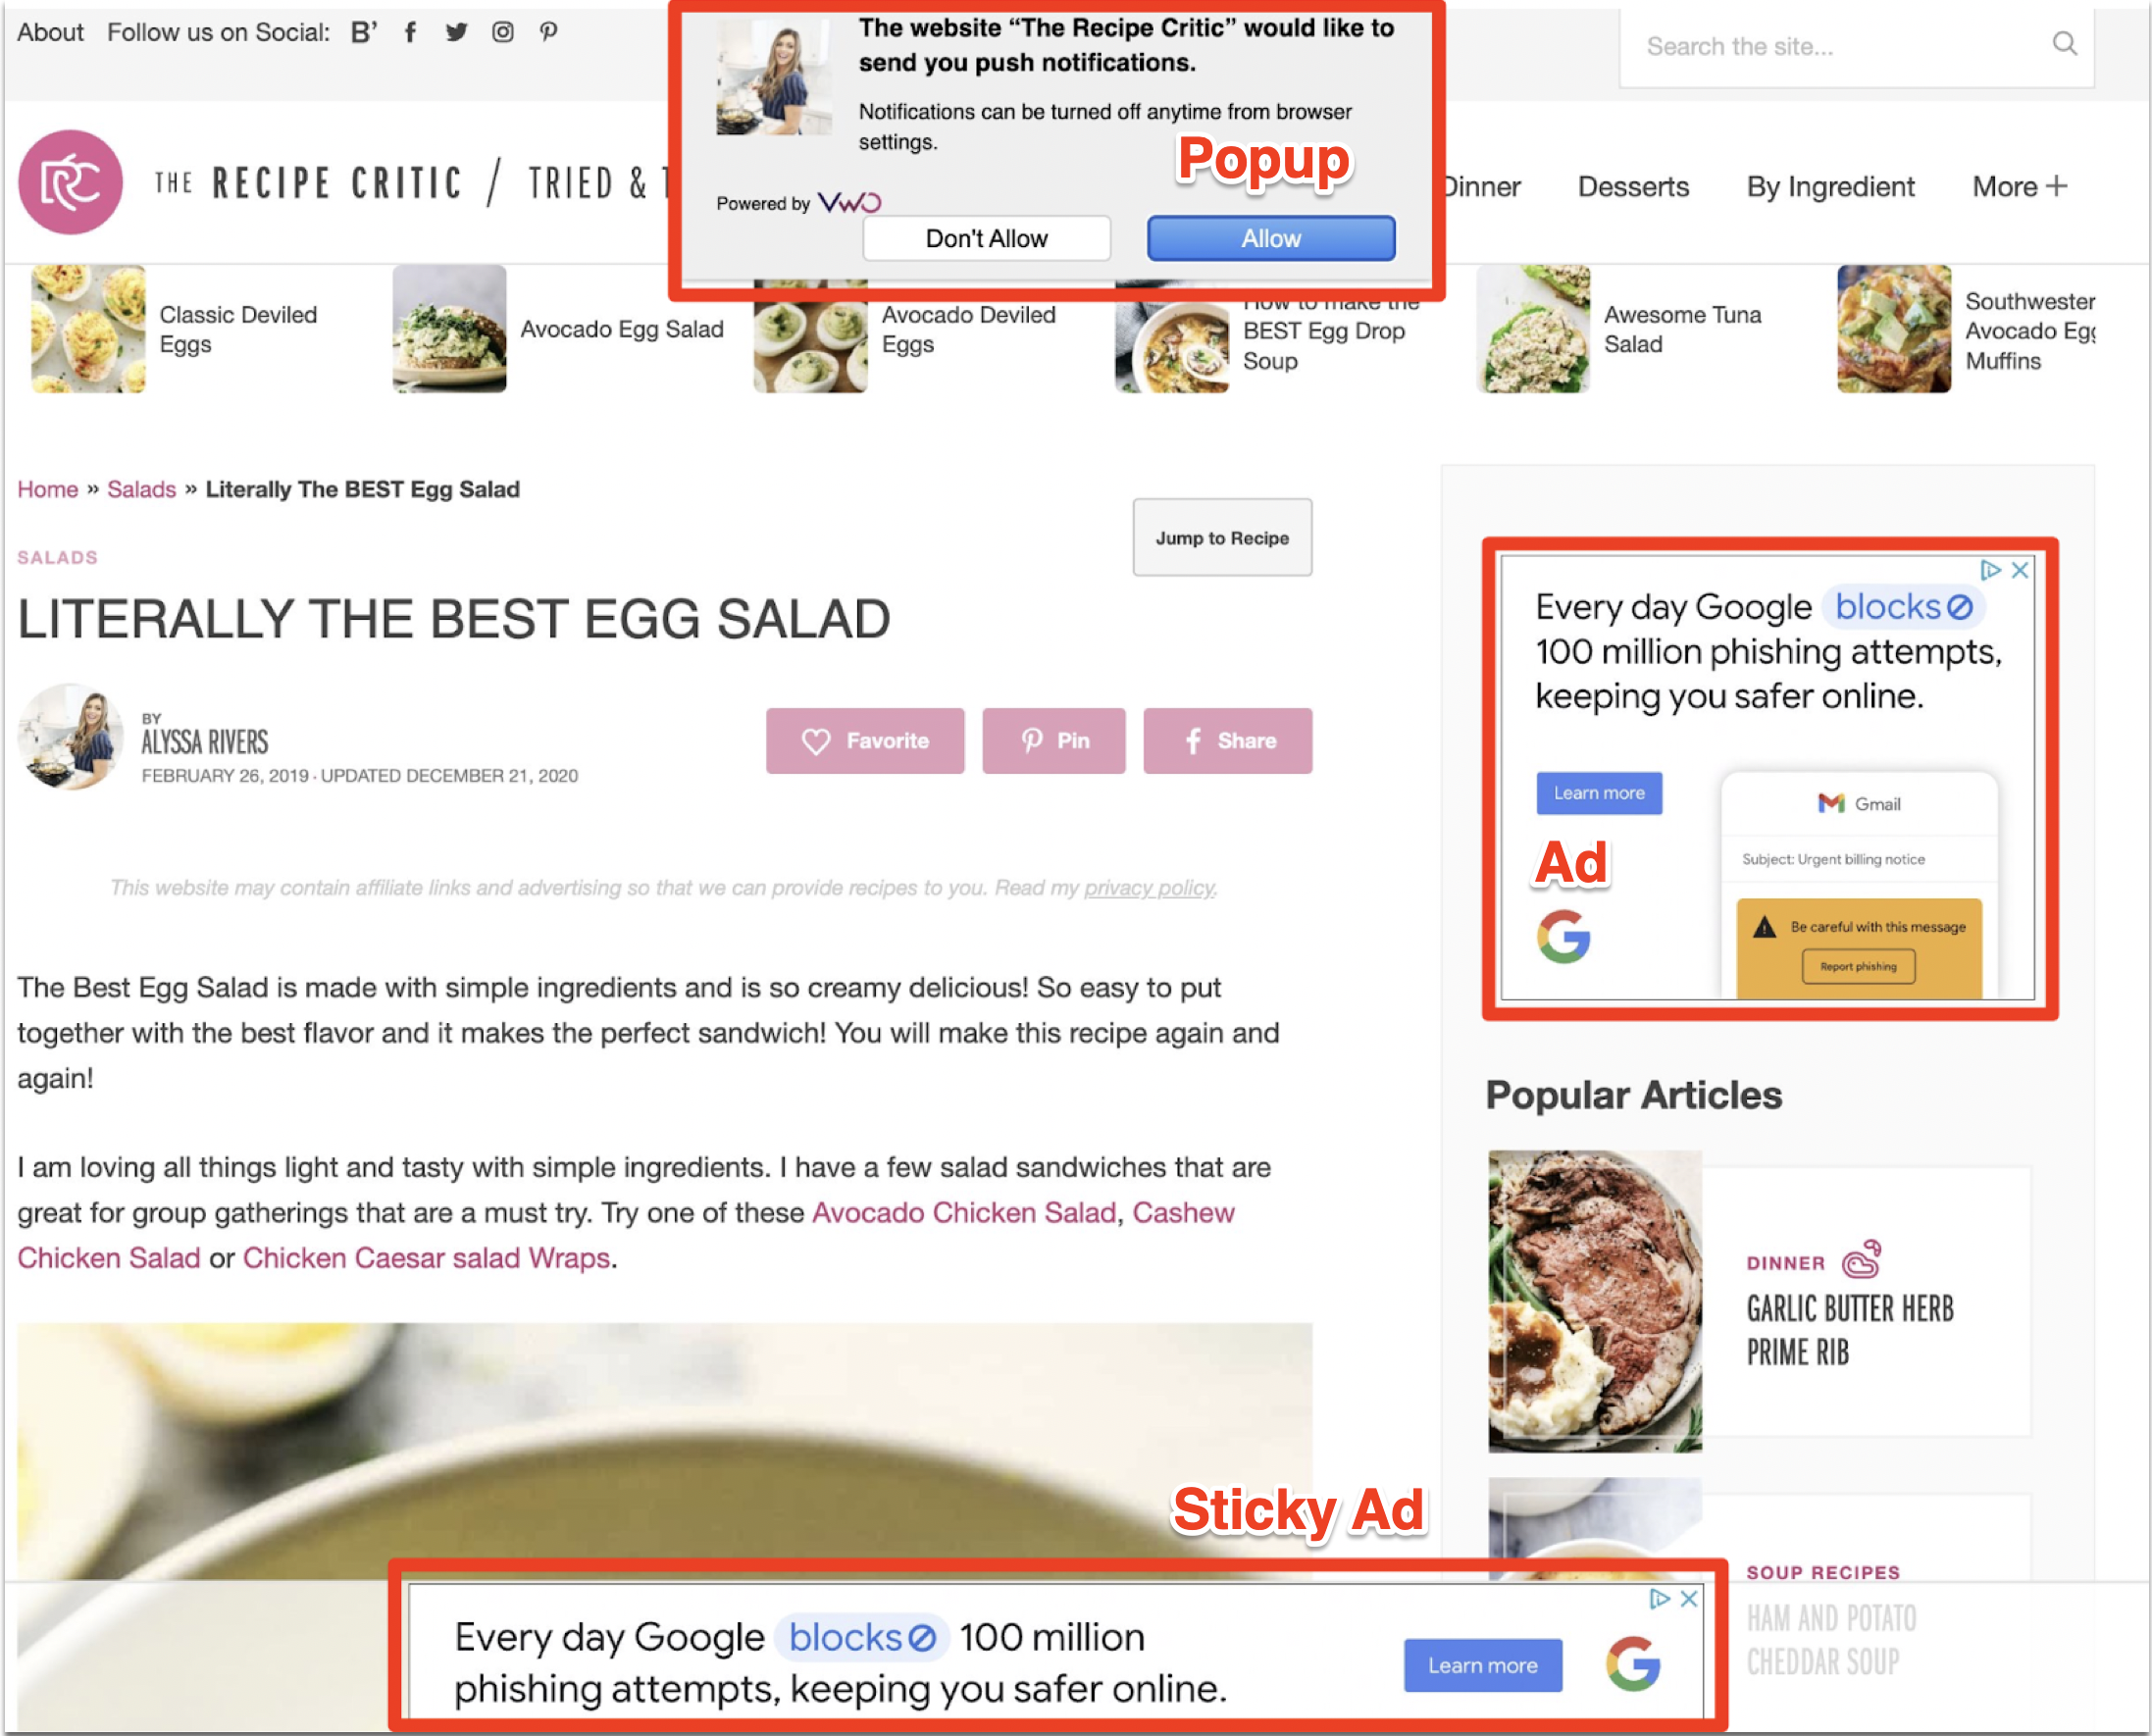 About Follow us on Social:
Search the site...
The website “The Recipe Critic” would like to
send you push notifications.
Notifications can be turned off anytime from browser
settings.
Popup
Powered by VWO
Don't Allow
Allow
THE RECIPE CRITIC / TRIED &
Dinner
Desserts
By Ingredient
More +
Classic Deviled
Eggs
Avocado Egg Salad
Avocado Deviled
Eggs
How to make the
BEST Egg Drop
Soup
Awesome Tuna
Salad
Southwester
Avocado Egg
Muffins
Home » Salads » Literally The BEST Egg Salad
Jump to Recipe
SALADS
LITERALLY THE BEST EGG SALAD
BY
ALYSSA RIVERS
FEBRUARY 26, 2019 · UPDATED DECEMBER 21, 2020
Favorite
Pin
Share
This website may contain affiliate links and advertising so that we can provide recipes to you. Read my privacy policy.
The Best Egg Salad is made with simple ingredients and is so creamy delicious! So easy to put
together with the best flavor and it makes the perfect sandwich! You will make this recipe again and
again!
I am loving all things light and tasty with simple ingredients. I have a few salad sandwiches that are
great for group gatherings that are a must try. Try one of these Avocado Chicken Salad, Cashew
Chicken Salad or Chicken Caesar salad Wraps.
Every day Google blocks
100 million phishing attempts,
keeping you safer online.
Learn more
Ad
Gmail
Subject: Urgent billing notice
Be careful with this message
Report phishing
Popular Articles
DINNER
GARLIC BUTTER HERB
PRIME RIB
SOUP RECIPES
HAM AND POTATO
CHEDDAR SOUP
Sticky Ad
Every day Google blocks 100 million
phishing attempts, keeping you safer online.
Learn more